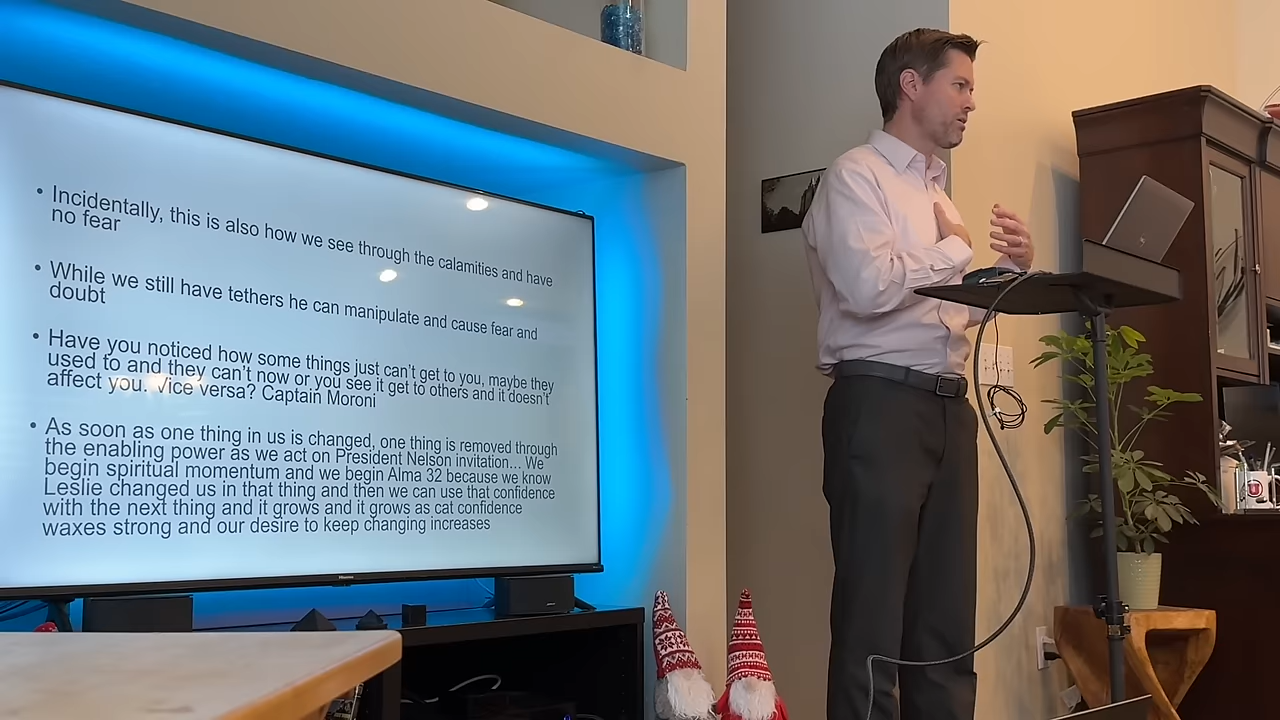 • Incidentally, this is also how we see through the calamities and have
no fear
• While we still have tethers he can manipulate and cause fear and
doubt
• Have you noticed how some things just can't get to you, maybe they
used to and they can't now or you see it get to others and it doesn't
affect you. Vice versa? Captain Moroni
• As soon as one thing in us is changed, one thing is removed through
the enabling power as we act on President Nelson invitation... We
begin spiritual momentum and we begin Alma 32 because we know
Leslie changed us in that thing and then we can use that confidence
with the next thing and it grows and it grows as cat confidence
waxes strong and our desire to keep changing increases
Hisense
U